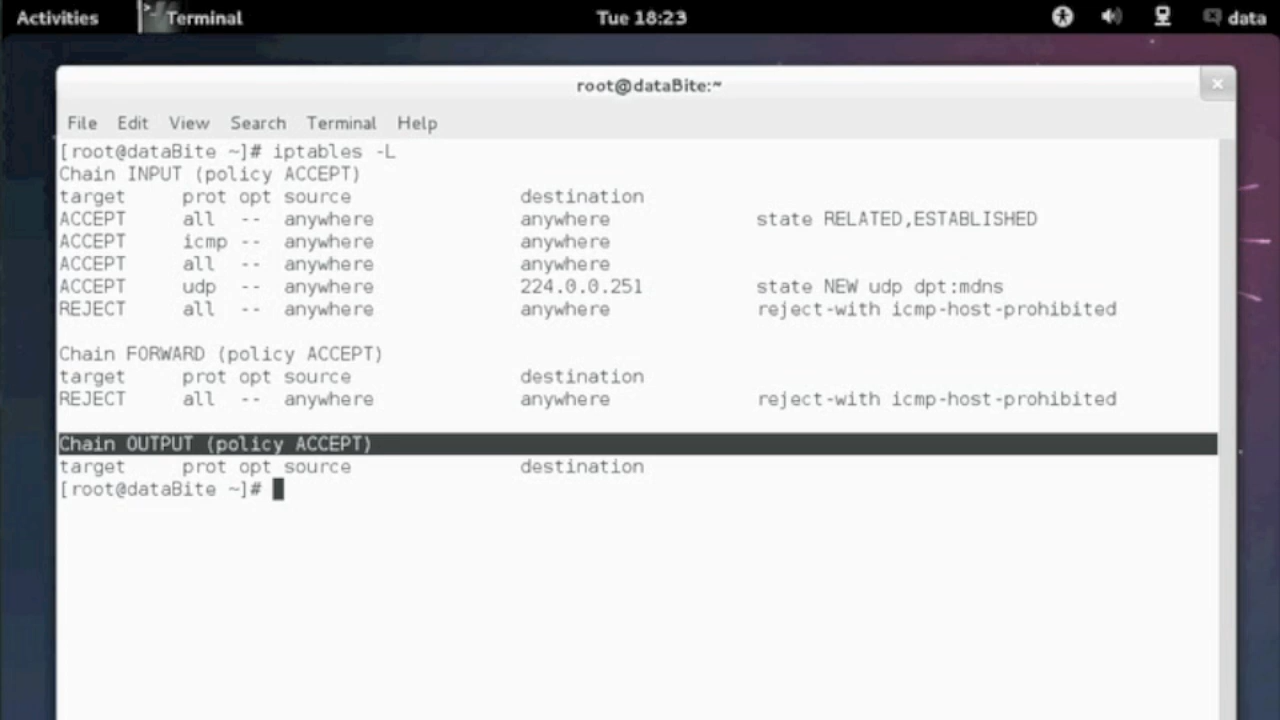 Activities Terminal Tue 18:23 data
root@dataBite:~
File Edit View Search Terminal Help
[root@dataBite ~]# iptables -L
Chain INPUT (policy ACCEPT)
target     prot opt source               destination
ACCEPT     all  --  anywhere             anywhere             state RELATED,ESTABLISHED
ACCEPT     icmp --  anywhere             anywhere
ACCEPT     all  --  anywhere             anywhere
ACCEPT     udp  --  anywhere             224.0.0.251          state NEW udp dpt:mdns
REJECT     all  --  anywhere             anywhere             reject-with icmp-host-prohibited
Chain FORWARD (policy ACCEPT)
target     prot opt source               destination
REJECT     all  --  anywhere             anywhere             reject-with icmp-host-prohibited
Chain OUTPUT (policy ACCEPT)
target     prot opt source               destination
[root@dataBite ~]#